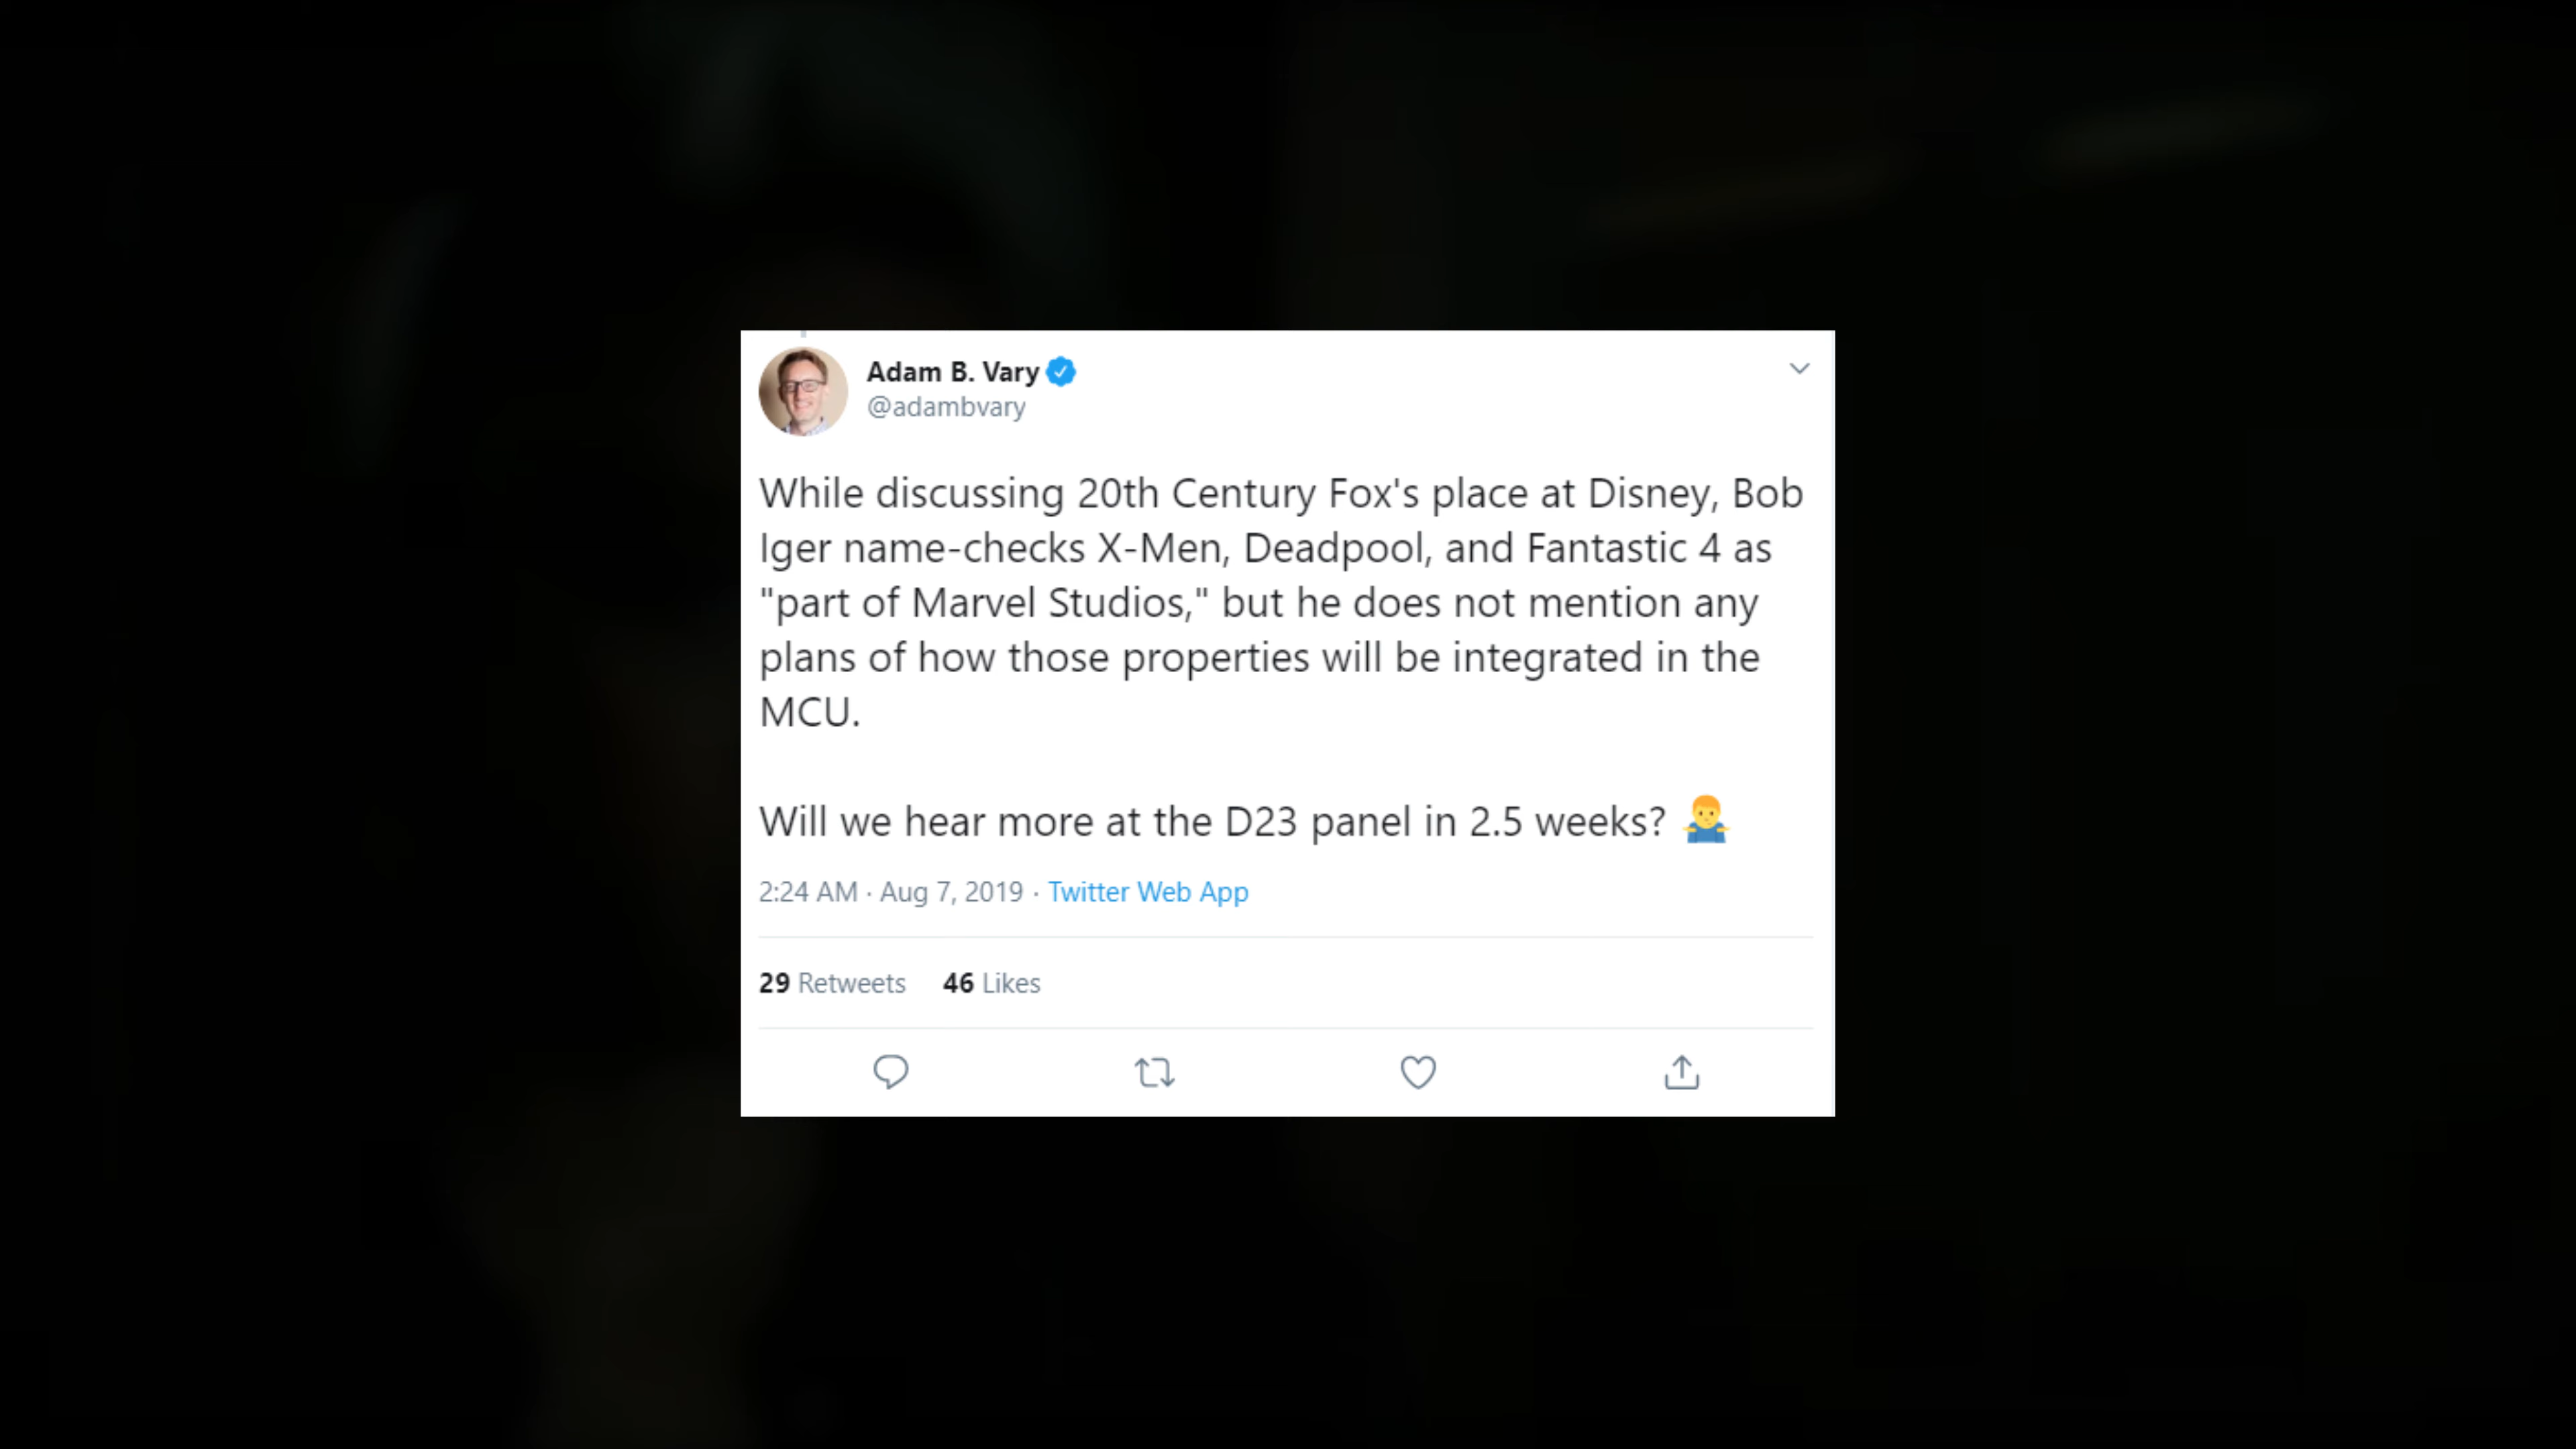 Adam B. Vary
@adambvary
While discussing 20th Century Fox's place at Disney, Bob
Iger name-checks X-Men, Deadpool, and Fantastic 4 as
"part of Marvel Studios," but he does not mention any
plans of how those properties will be integrated in the
MCU.
Will we hear more at the D23 panel in 2.5 weeks? 🤷‍♂️
2:24 AM · Aug 7, 2019 · Twitter Web App
29 Retweets 46 Likes